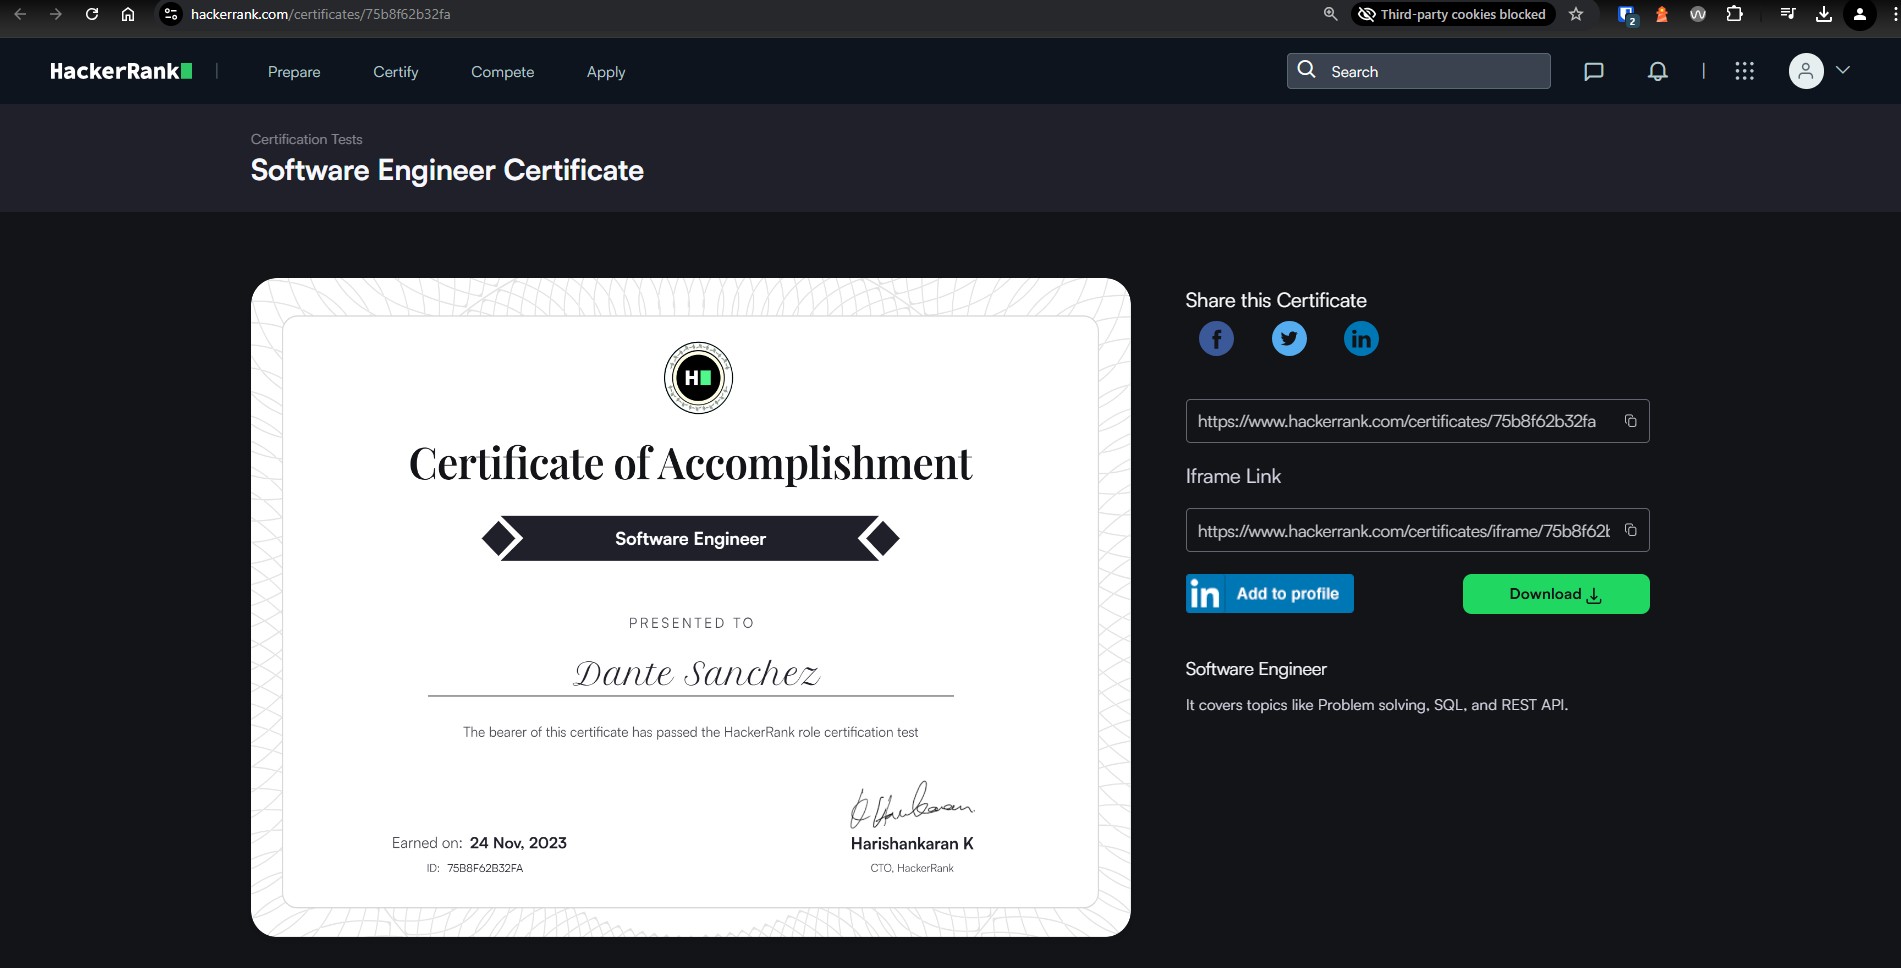 hackerrank.com/certificates/75b8f62b32fa
Third-party cookies blocked
2
HackerRank
Prepare
Certify
Compete
Apply
Search
Certification Tests
Software Engineer Certificate
H
Certificate of Accomplishment
Software Engineer
PRESENTED TO
Dante Sanchez
The bearer of this certificate has passed the HackerRank role certification test
Earned on: 24 Nov, 2023
ID: 75B8F62B32FA
Harishankaran K
CTO, HackerRank
Share this Certificate
https://www.hackerrank.com/certificates/75b8f62b32fa
Iframe Link
https://www.hackerrank.com/certificates/iframe/75b8f62b
in Add to profile
Download
Software Engineer
It covers topics like Problem solving, SQL, and REST API.